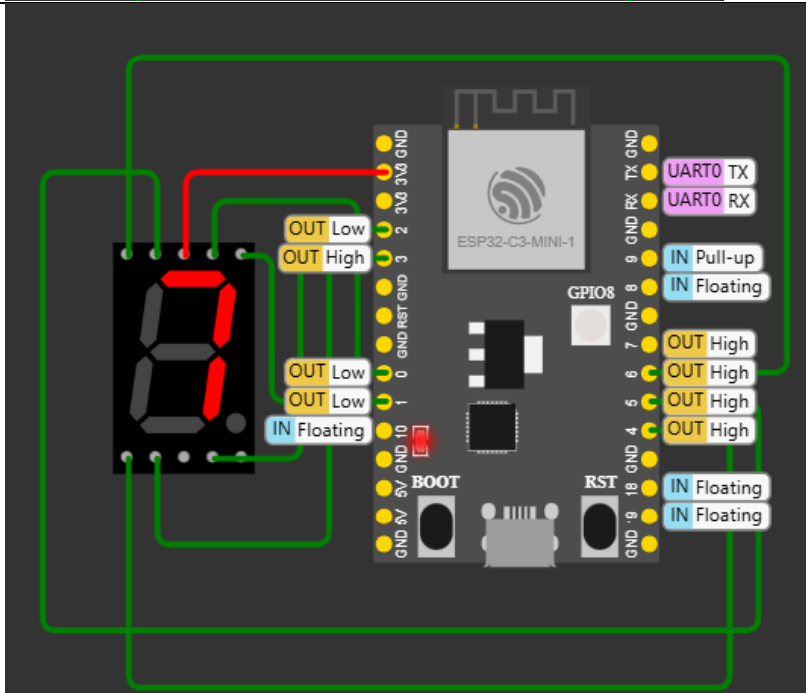 GND GND
3V3 TX UART0 TX
3V3 RX UART0 RX
OUT Low 2 GND
ESP32-C3-MINI-1
OUT High 3 9 IN Pull-up
GND 8 IN Floating
GPIO8
RST GND
GND 7 OUT High
OUT Low 0 6 OUT High
OUT Low 1 5 OUT High
IN Floating 10 4 OUT High
GND GND
BOOT RST
5V 18 IN Floating
5V 19 IN Floating
GND GND